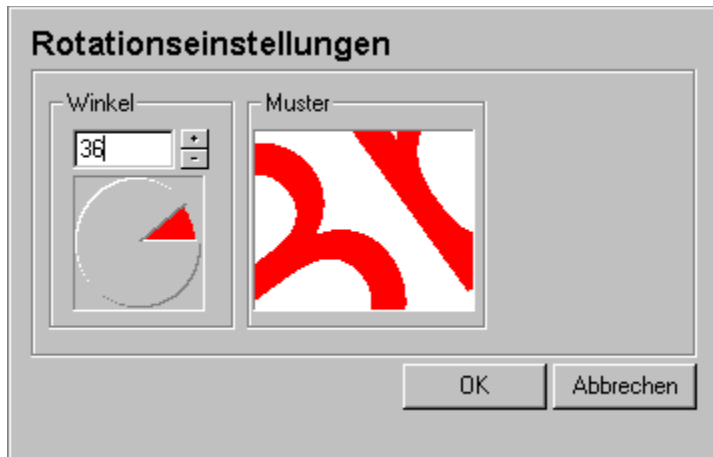 Rotationseinstellungen
Winkel
Muster
36
+
-
OK
Abbrechen